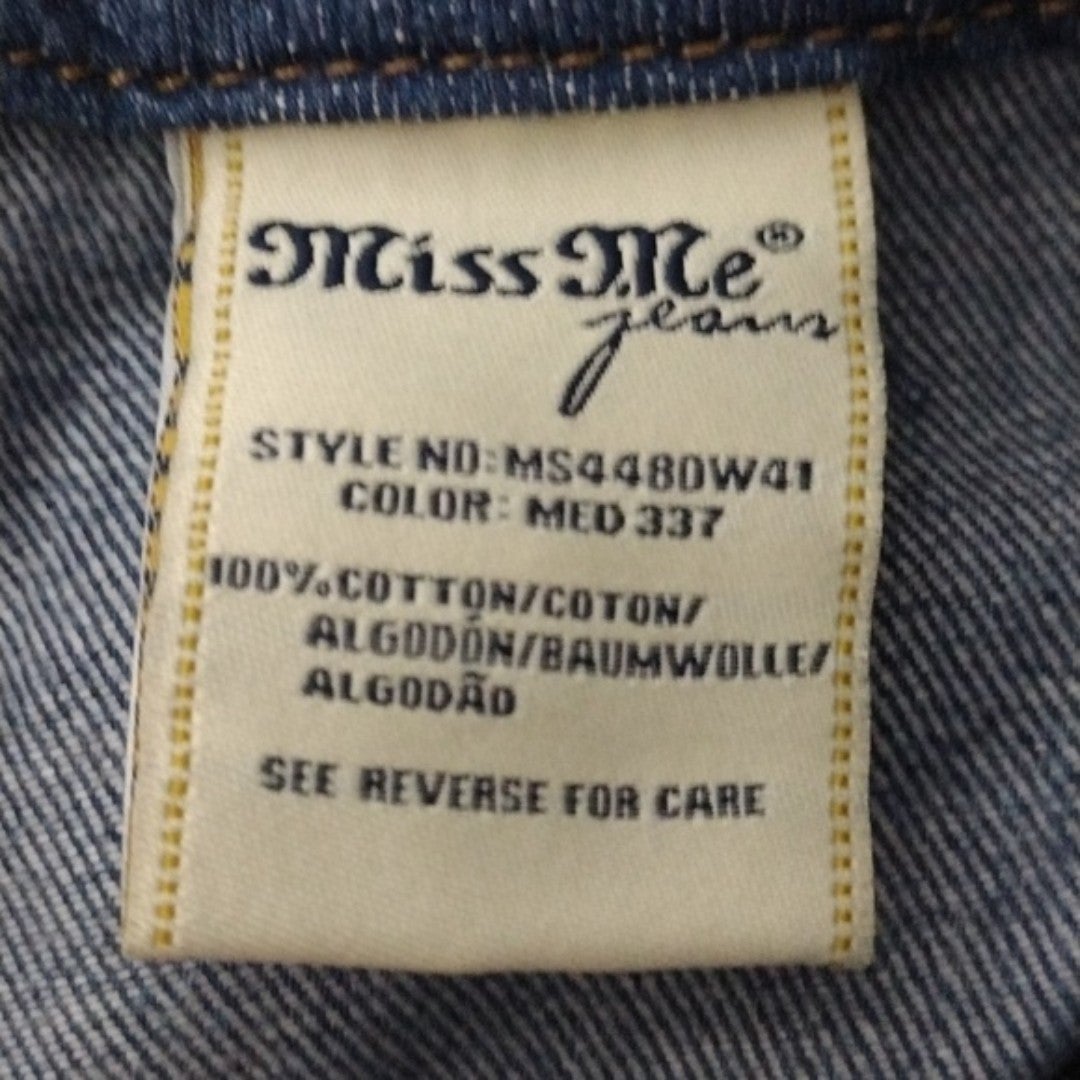 Miss Me®
jeans
STYLE NO:MS4480W41
COLOR: MED 337
100%COTTON/COTON/
ALGODÓN/BAUMWOLLE/
ALGODÃO
SEE REVERSE FOR CARE